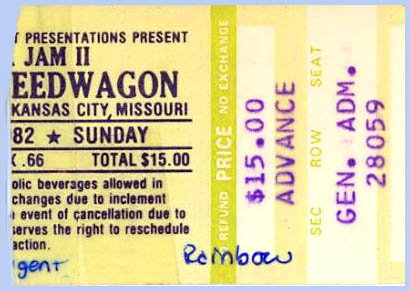 T PRESENTATIONS PRESENT
JAM II
EEDWAGON
KANSAS CITY, MISSOURI
82 ★ SUNDAY
X .66 TOTAL $15.00
olic beverages allowed in
changes due to inclement
event of cancellation due to
serves the right to reschedule
action.
gent
Rainbow
REFUND PRICE NO EXCHANGE
$15.00
ADVANCE
SEC ROW SEAT
GEN. ADM.
28059